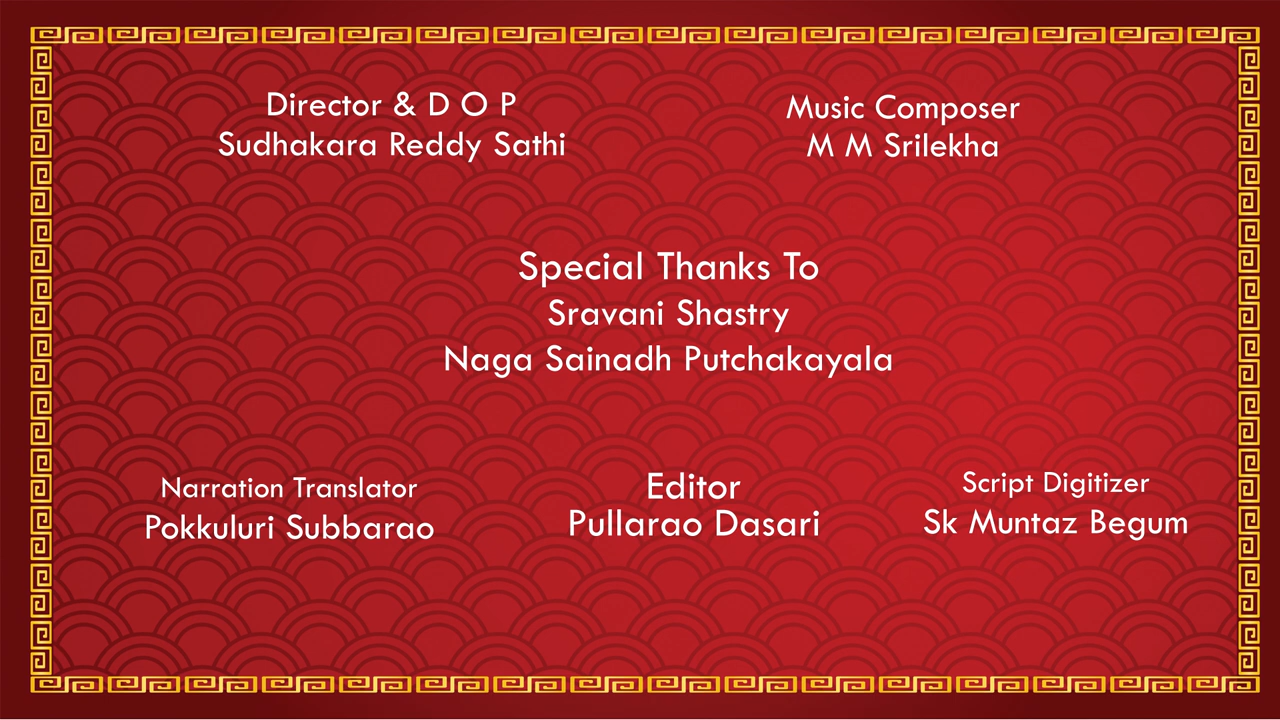 Director & D O P
Sudhakara Reddy Sathi
Music Composer
M M Srilekha
Special Thanks To
Sravani Shastry
Naga Sainadh Putchakayala
Narration Translator
Pokkuluri Subbarao
Editor
Pullarao Dasari
Script Digitizer
Sk Muntaz Begum